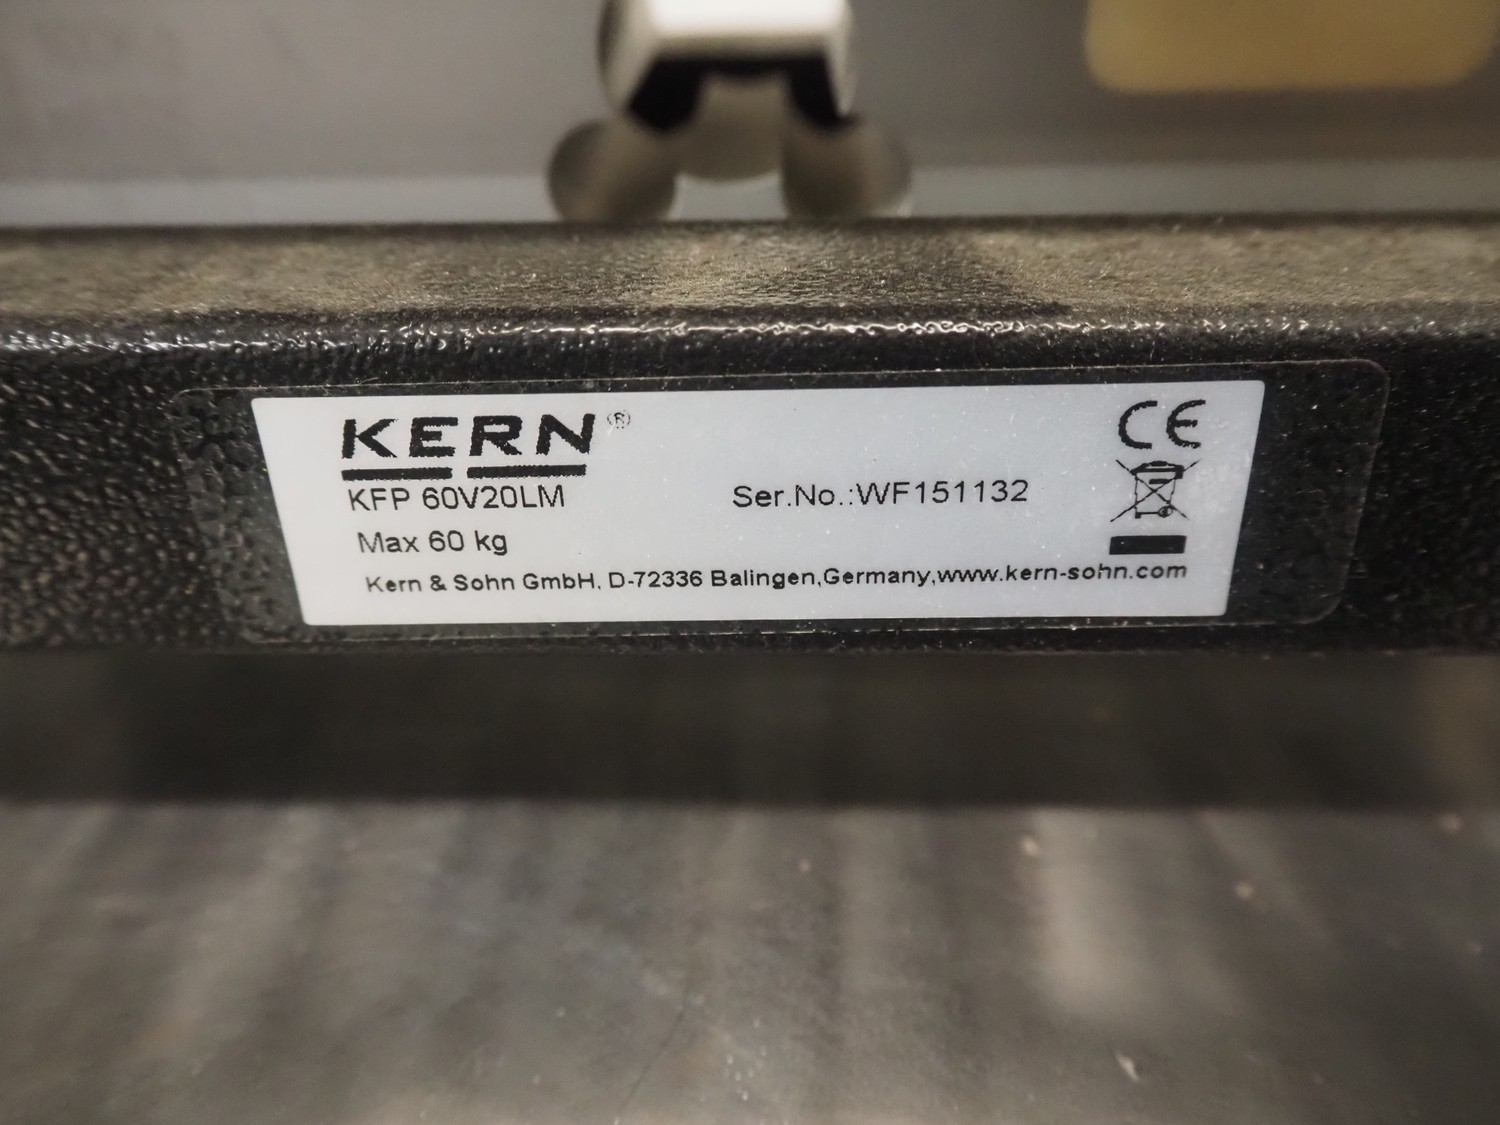 KERN®
KFP 60V20LM
Ser.No.:WF151132
Max 60 kg
Kern & Sohn GmbH, D-72336 Balingen,Germany,www.kern-sohn.com
CE